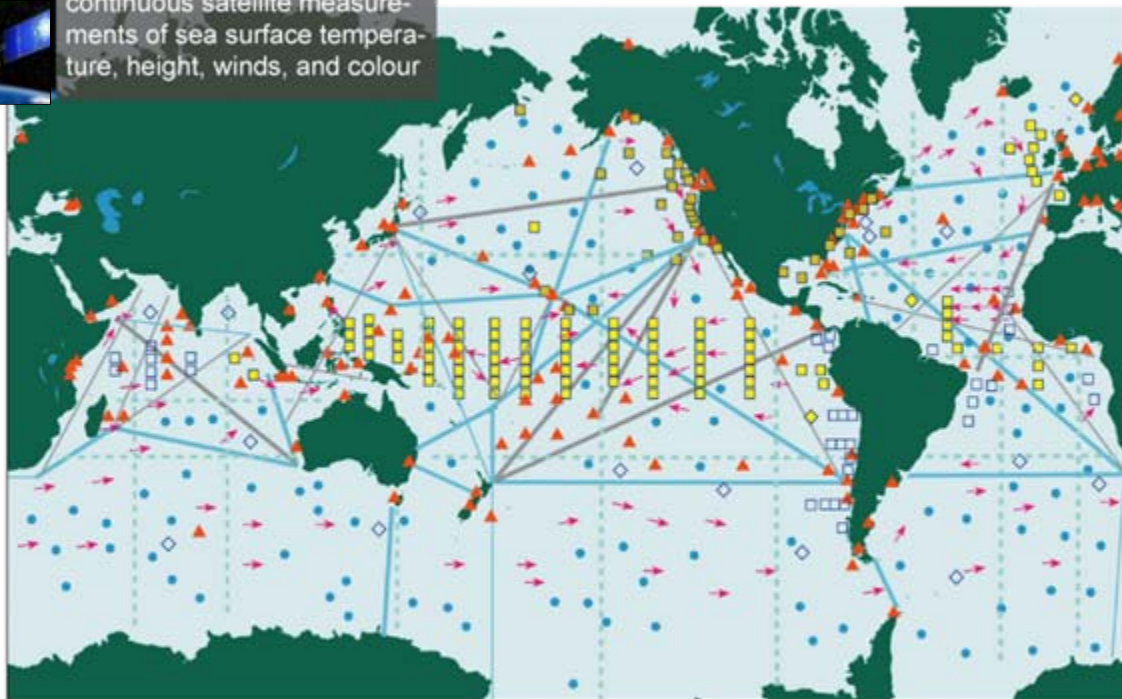 continuous satellite measure-
ments of sea surface tempera-
ture, height, winds, and colour